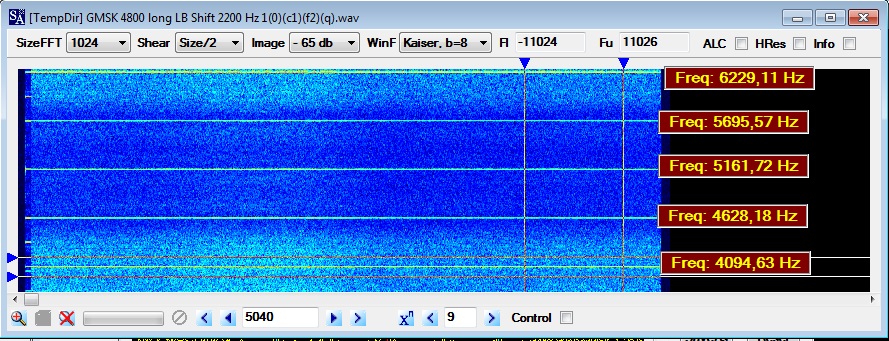 SA [TempDir] GMSK 4800 long LB Shift 2200 Hz 1(0)(c1)(f2)(q).wav
SizeFFT 1024 Shear Size/2 Image - 65 db WinF Kaiser, b=8 Fl -11024 Fu 11026 ALC HRes Info
Freq: 6229,11 Hz
Freq: 5695,57 Hz
Freq: 5161,72 Hz
Freq: 4628,18 Hz
Freq: 4094,63 Hz
5040 xⁿ 9 Control